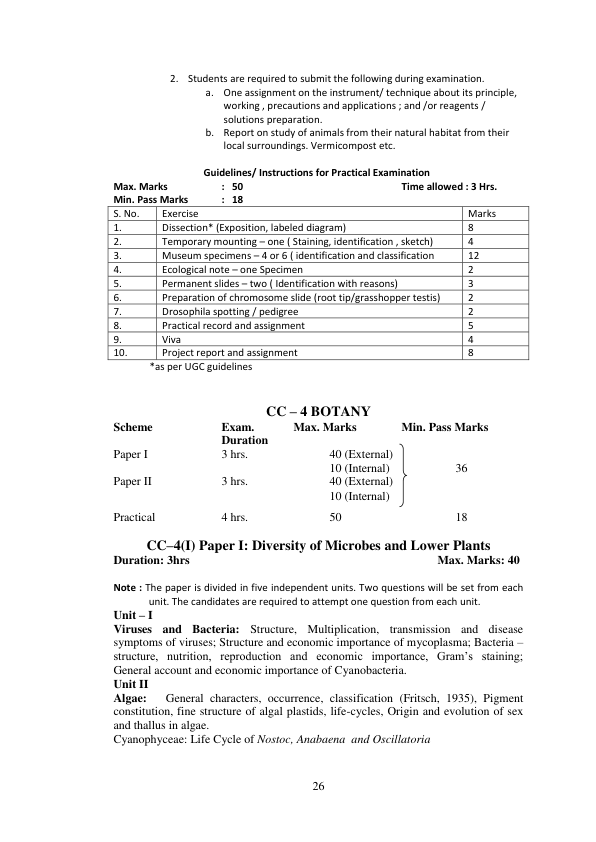 2. Students are required to submit the following during examination.
a. One assignment on the instrument/ technique about its principle,
working , precautions and applications ; and /or reagents /
solutions preparation.
b. Report on study of animals from their natural habitat from their
local surroundings. Vermicompost etc.
Guidelines/ Instructions for Practical Examination
Max. Marks : 50 Time allowed : 3 Hrs.
Min. Pass Marks : 18
S. No. Exercise Marks
1. Dissection* (Exposition, labeled diagram) 8
2. Temporary mounting – one ( Staining, identification , sketch) 4
3. Museum specimens – 4 or 6 ( identification and classification 12
4. Ecological note – one Specimen 2
5. Permanent slides – two ( Identification with reasons) 3
6. Preparation of chromosome slide (root tip/grasshopper testis) 2
7. Drosophila spotting / pedigree 2
8. Practical record and assignment 5
9. Viva 4
10. Project report and assignment 8
*as per UGC guidelines
CC – 4 BOTANY
Scheme Exam. Max. Marks Min. Pass Marks
Duration
Paper I 3 hrs. 40 (External)
10 (Internal) 36
Paper II 3 hrs. 40 (External)
10 (Internal)
Practical 4 hrs. 50 18
CC–4(I) Paper I: Diversity of Microbes and Lower Plants
Duration: 3hrs Max. Marks: 40
Note : The paper is divided in five independent units. Two questions will be set from each
unit. The candidates are required to attempt one question from each unit.
Unit – I
Viruses and Bacteria: Structure, Multiplication, transmission and disease
symptoms of viruses; Structure and economic importance of mycoplasma; Bacteria –
structure, nutrition, reproduction and economic importance, Gram's staining;
General account and economic importance of Cyanobacteria.
Unit II
Algae: General characters, occurrence, classification (Fritsch, 1935), Pigment
constitution, fine structure of algal plastids, life-cycles, Origin and evolution of sex
and thallus in algae.
Cyanophyceae: Life Cycle of Nostoc, Anabaena and Oscillatoria
26